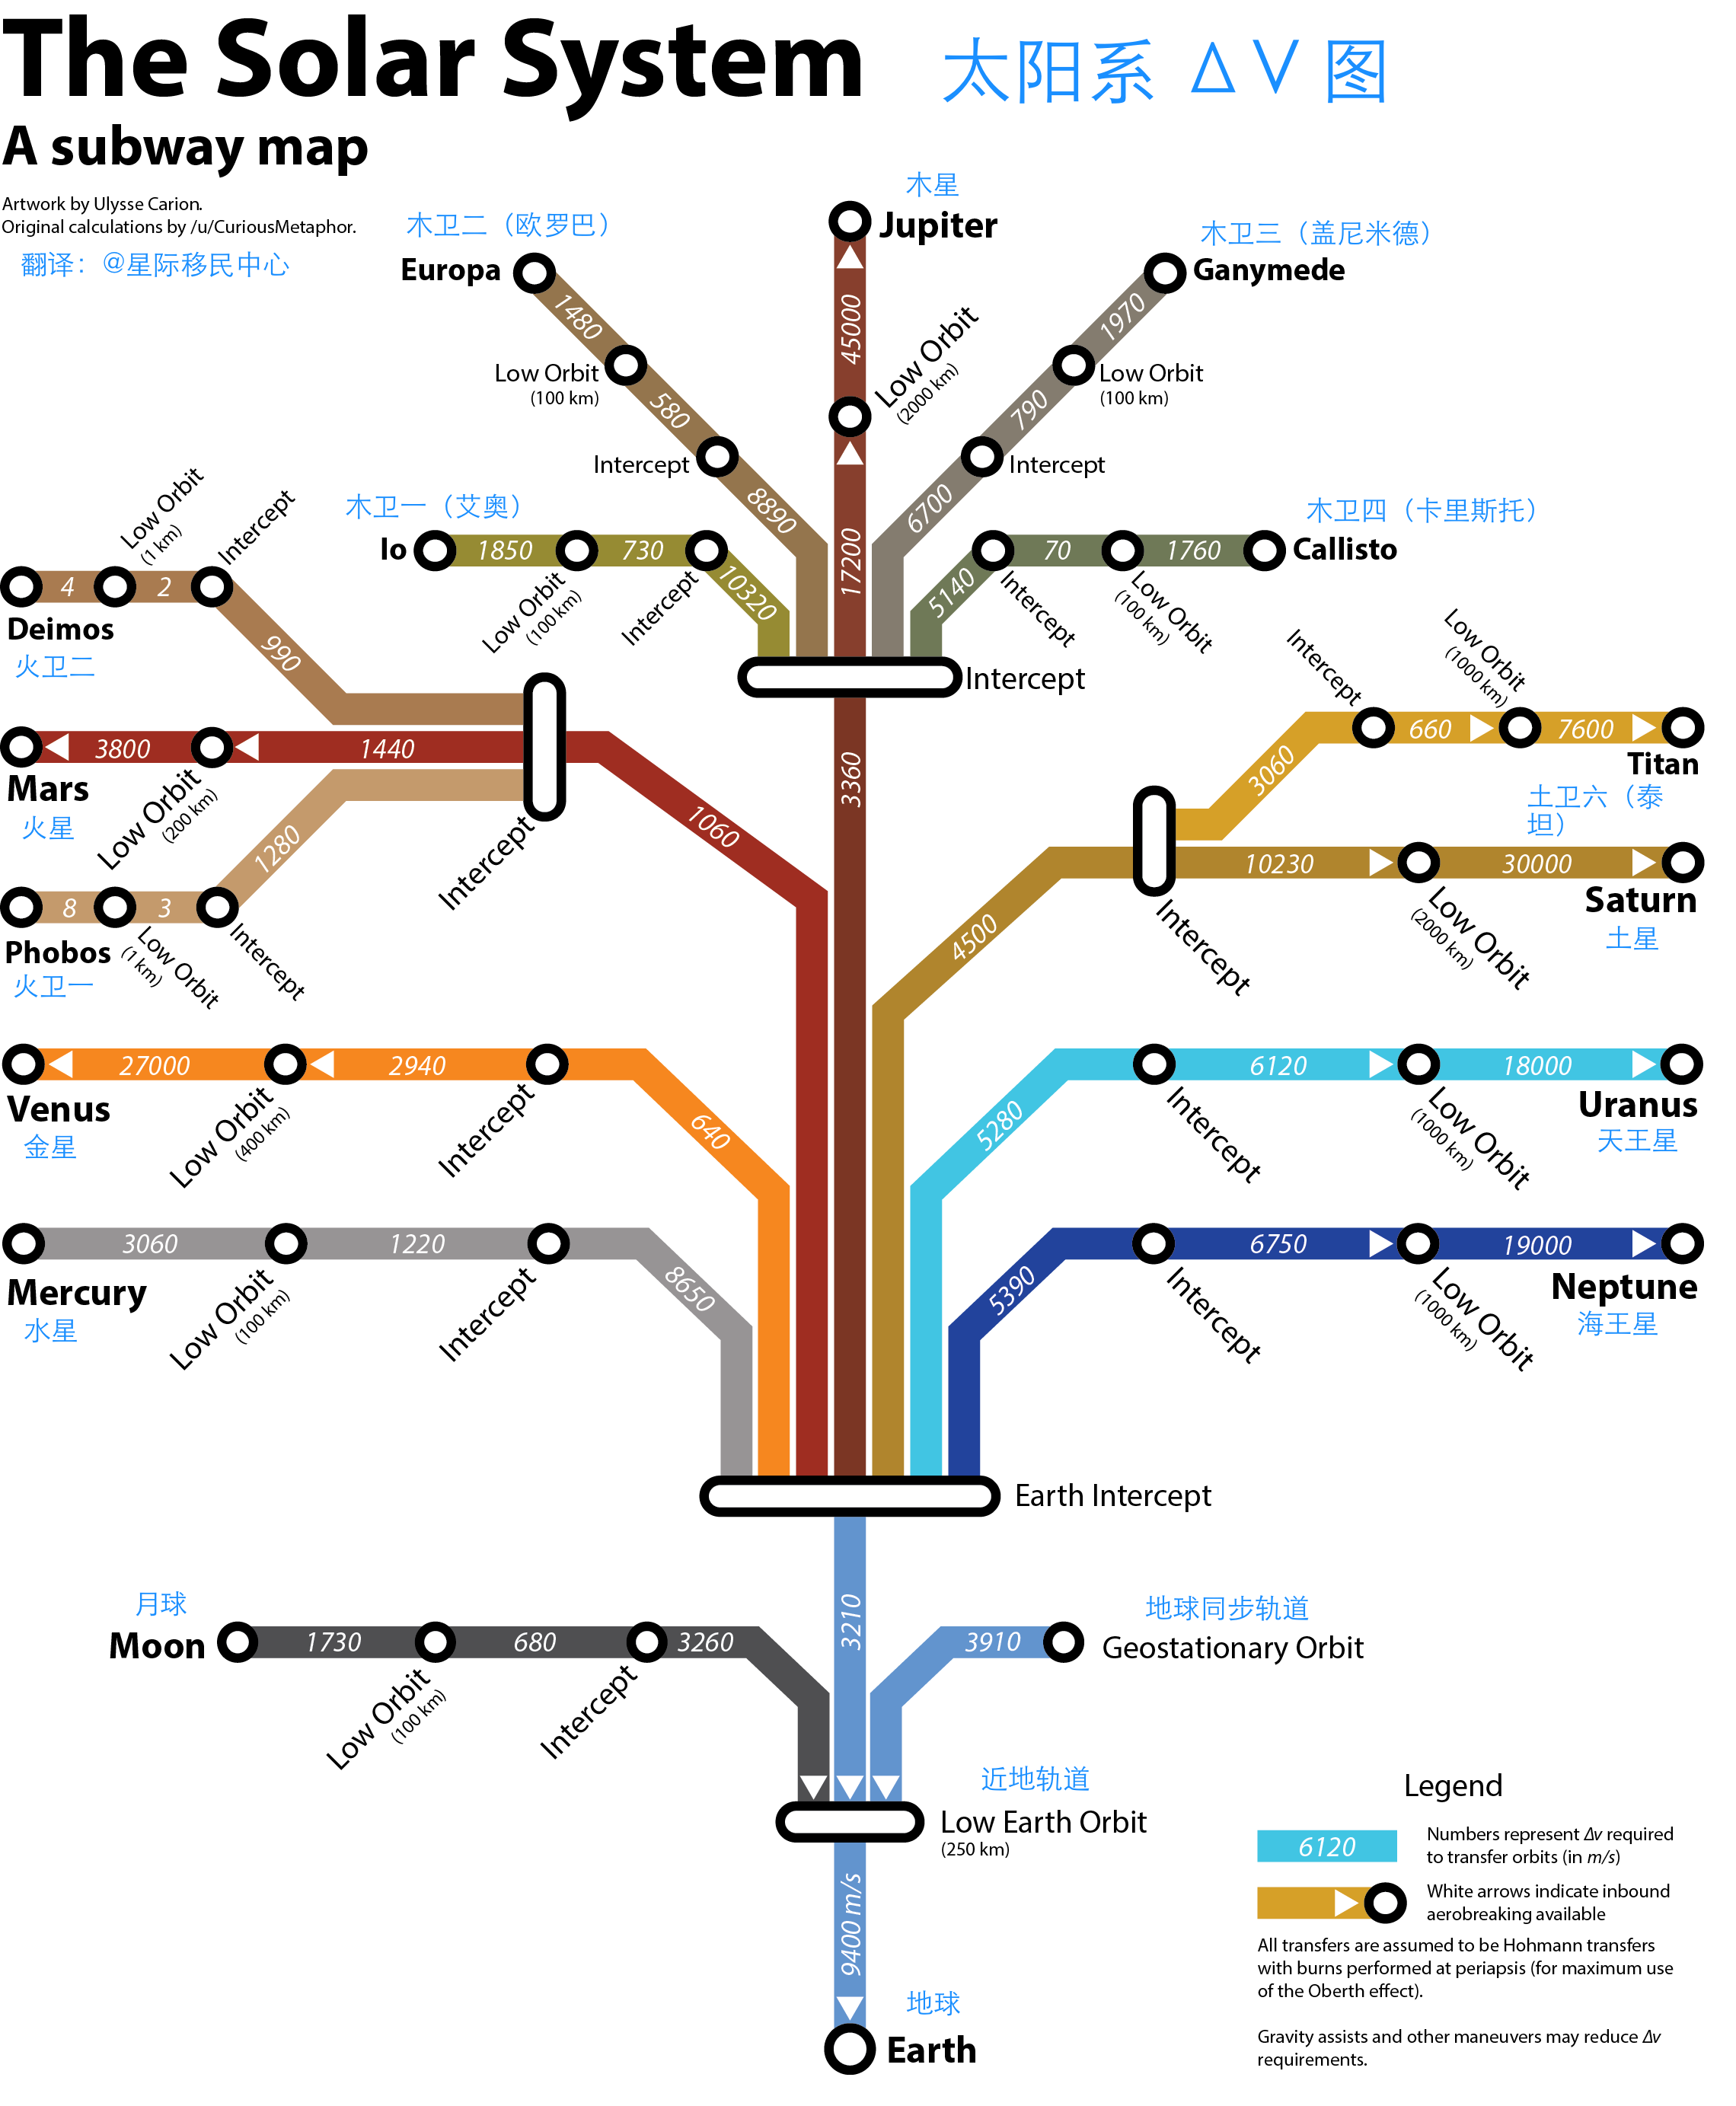 The Solar System
太阳系 ΔV 图
A subway map
Artwork by Ulysse Carion.
Original calculations by /u/CuriousMetaphor.
翻译：@星际移民中心
木星
Jupiter
45000
Low Orbit
(2000 km)
17200
木卫二（欧罗巴）
Europa
1480
Low Orbit
(100 km)
580
Intercept
8890
木卫三（盖尼米德）
Ganymede
1970
Low Orbit
(100 km)
790
Intercept
6700
木卫一（艾奥）
Io
1850
730
10320
Low Orbit
(100 km)
Intercept
木卫四（卡里斯托）
Callisto
5140
70
1760
Intercept
Low Orbit
(100 km)
Intercept
3360
Low Orbit
(1 km)
Intercept
4
2
990
Deimos
火卫二
3800
1440
1060
Mars
火星
Low Orbit
(200 km)
Intercept
1280
8
3
Phobos
火卫一
Low Orbit
(1 km)
Intercept
Intercept
Low Orbit
(1000 km)
3060
660
7600
Titan
土卫六（泰
坦）
4500
10230
30000
Intercept
Low Orbit
(2000 km)
Saturn
土星
27000
2940
640
Venus
金星
Low Orbit
(400 km)
Intercept
5280
6120
18000
Intercept
Low Orbit
(1000 km)
Uranus
天王星
3060
1220
8650
Mercury
水星
Low Orbit
(100 km)
Intercept
5390
6750
19000
Intercept
Low Orbit
(1000 km)
Neptune
海王星
Earth Intercept
3210
月球
Moon
1730
680
3260
Low Orbit
(100 km)
Intercept
3910
地球同步轨道
Geostationary Orbit
近地轨道
Low Earth Orbit
(250 km)
9400 m/s
地球
Earth
Legend
6120
Numbers represent Δv required
to transfer orbits (in m/s)
White arrows indicate inbound
aerobreaking available
All transfers are assumed to be Hohmann transfers
with burns performed at periapsis (for maximum use
of the Oberth effect).
Gravity assists and other maneuvers may reduce Δv
requirements.